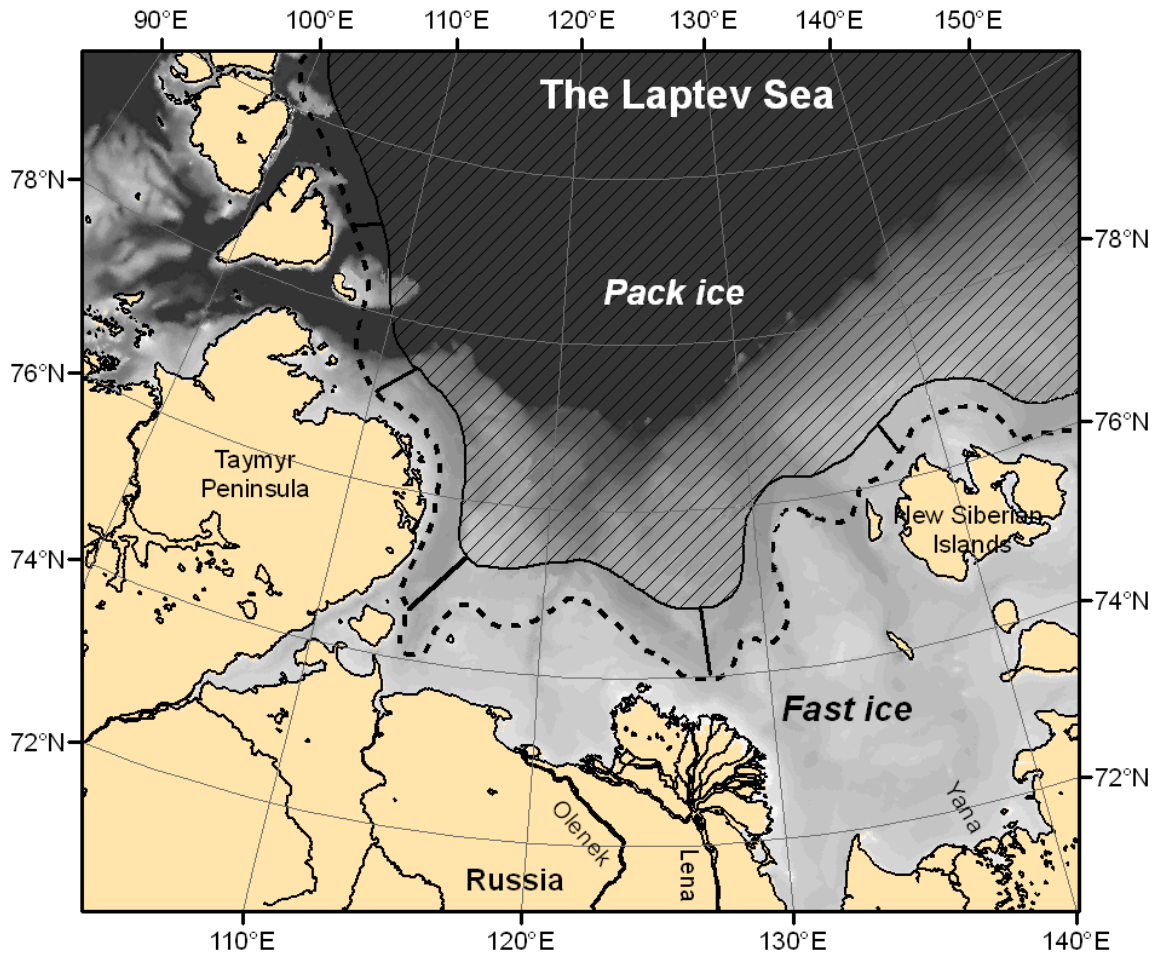 90°E 100°E 110°E 120°E 130°E 140°E 150°E
The Laptev Sea
78°N
78°N
Pack ice
76°N
76°N
Taymyr
Peninsula
New Siberian
Islands
74°N
74°N
Fast ice
72°N
72°N
Yana
Olenek
Lena
Russia
110°E 120°E 130°E 140°E